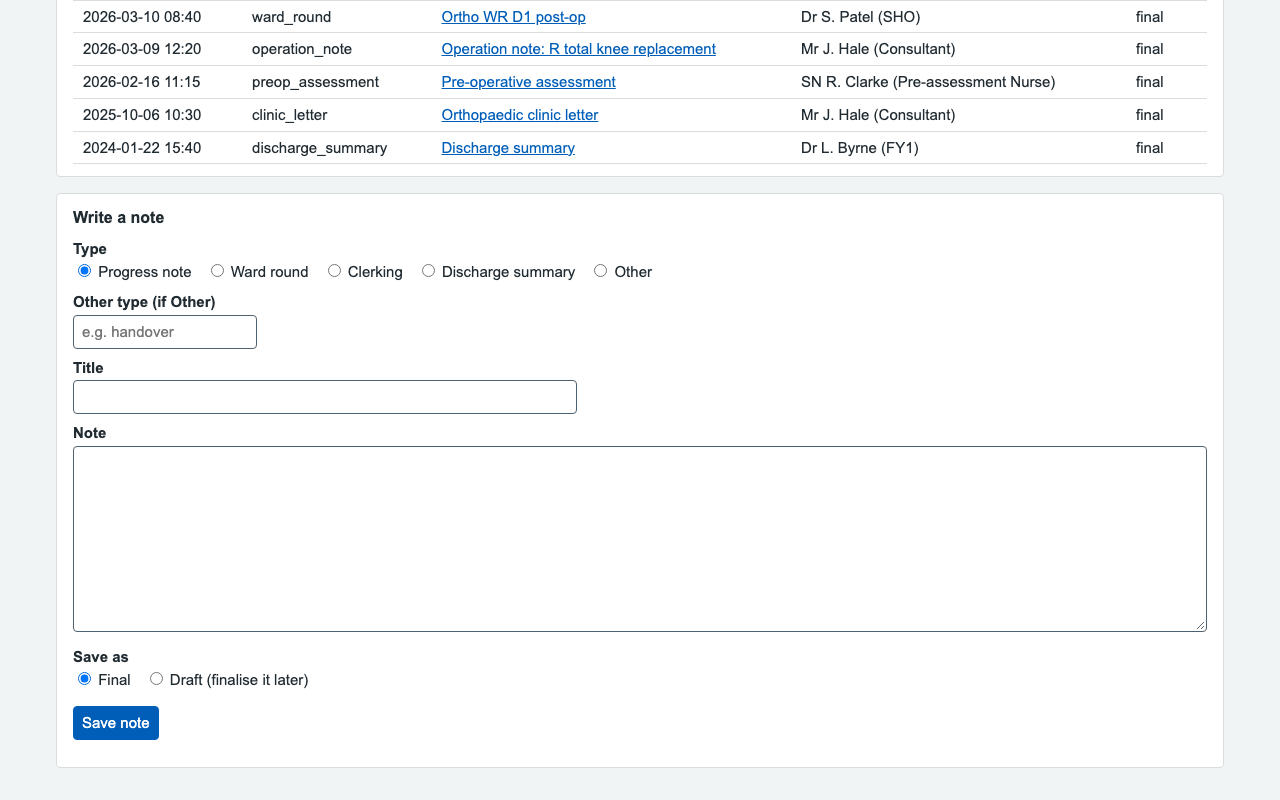 2026-03-10 08:40 ward_round Ortho WR D1 post-op Dr S. Patel (SHO) final
2026-03-09 12:20 operation_note Operation note: R total knee replacement Mr J. Hale (Consultant) final
2026-02-16 11:15 preop_assessment Pre-operative assessment SN R. Clarke (Pre-assessment Nurse) final
2025-10-06 10:30 clinic_letter Orthopaedic clinic letter Mr J. Hale (Consultant) final
2024-01-22 15:40 discharge_summary Discharge summary Dr L. Byrne (FY1) final
Write a note
Type
Progress note Ward round Clerking Discharge summary Other
Other type (if Other)
e.g. handover
Title
Note
Save as
Final Draft (finalise it later)
Save note